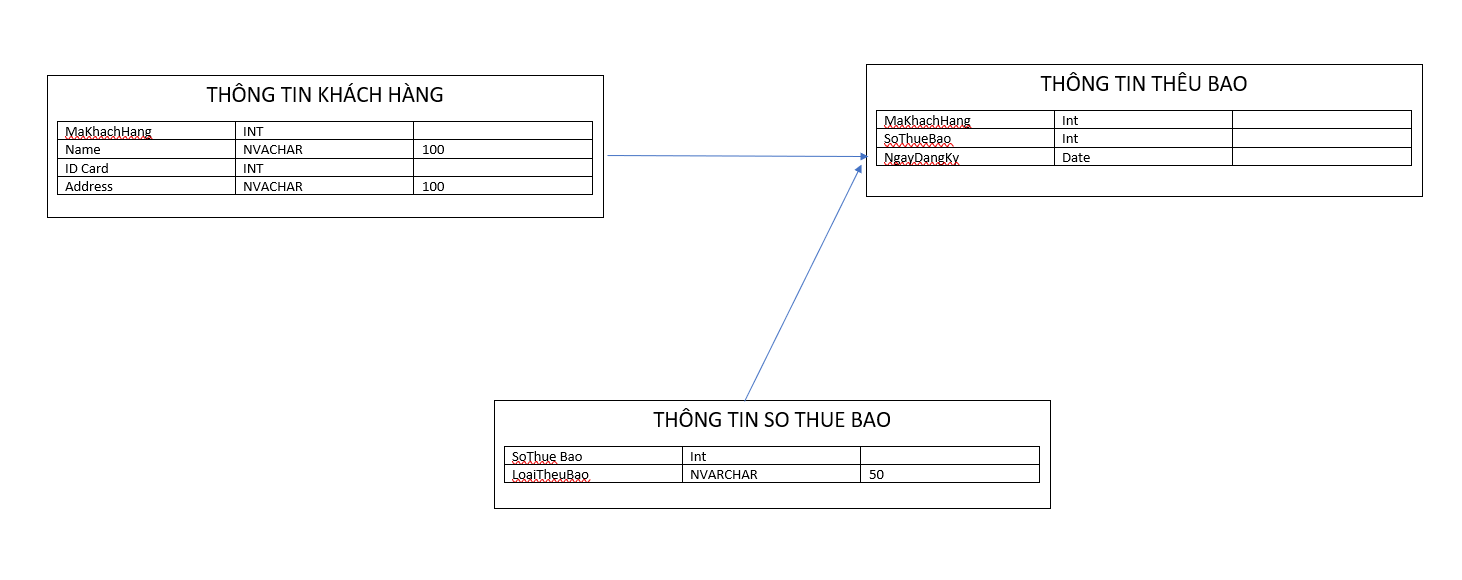 THÔNG TIN KHÁCH HÀNG
MaKhachHang INT
Name NVACHAR 100
ID Card INT
Address NVACHAR 100
THÔNG TIN THÊU BAO
MaKhachHang Int
SoThueBao Int
NgayDangKy Date
THÔNG TIN SO THUE BAO
SoThue Bao Int
LoaiTheuBao NVARCHAR 50